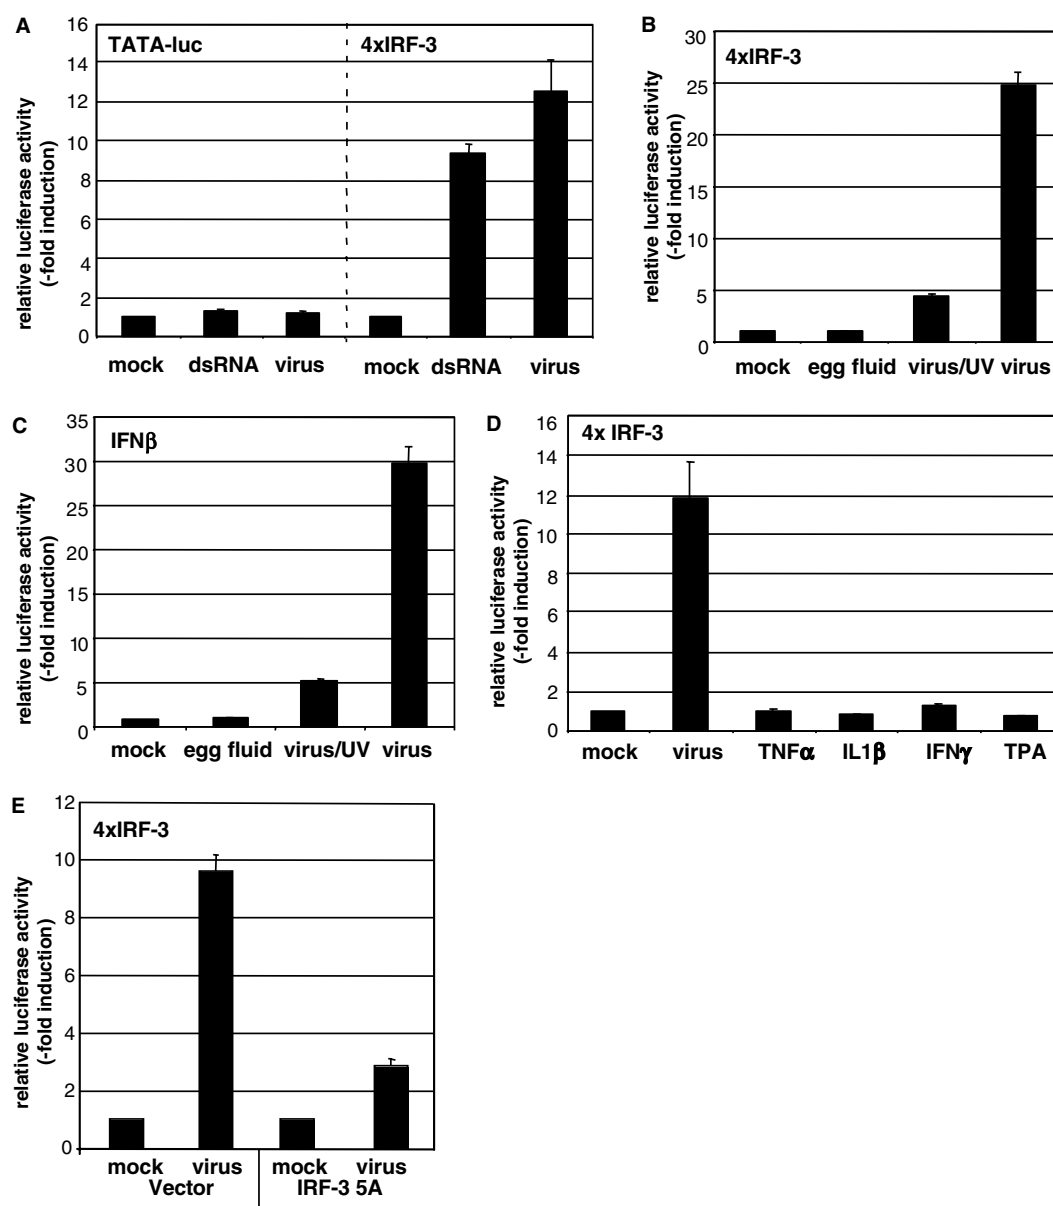 A
TATA-luc 4xIRF-3
relative luciferase activity
(-fold induction)
16
14
12
10
8
6
4
2
0
mock dsRNA virus mock dsRNA virus
B
4xIRF-3
relative luciferase activity
(-fold induction)
30
25
20
15
10
5
0
mock egg fluid virus/UV virus
C
IFNβ
relative luciferase activity
(-fold induction)
35
30
25
20
15
10
5
0
mock egg fluid virus/UV virus
D
4x IRF-3
relative luciferase activity
(-fold induction)
16
14
12
10
8
6
4
2
0
mock virus TNFα IL1β IFNγ TPA
E
4xIRF-3
relative luciferase activity
(-fold induction)
12
10
8
6
4
2
0
mock virus mock virus
Vector IRF-3 5A